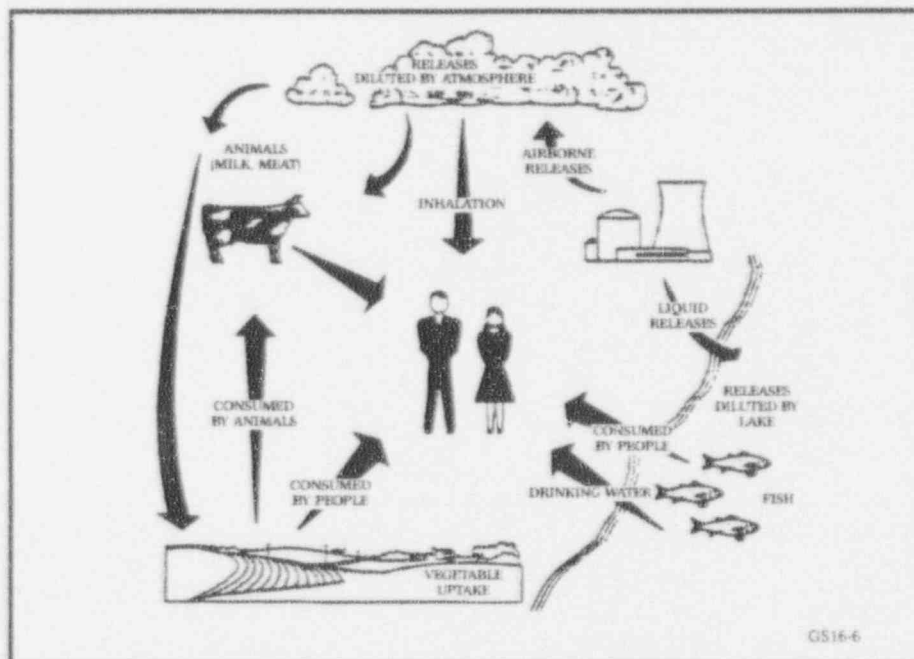 RELEASES
DILUTED BY ATMOSPHERE
ANIMALS
(MILK, MEAT)
AIRBORNE
RELEASES
INHALATION
LIQUID
RELEASES
RELEASES
DILUTED BY
LAKE
CONSUMED
BY ANIMALS
CONSUMED
BY PEOPLE
CONSUMED
BY PEOPLE
DRINKING WATER
FISH
VEGETABLE
UPTAKE
GS16-6